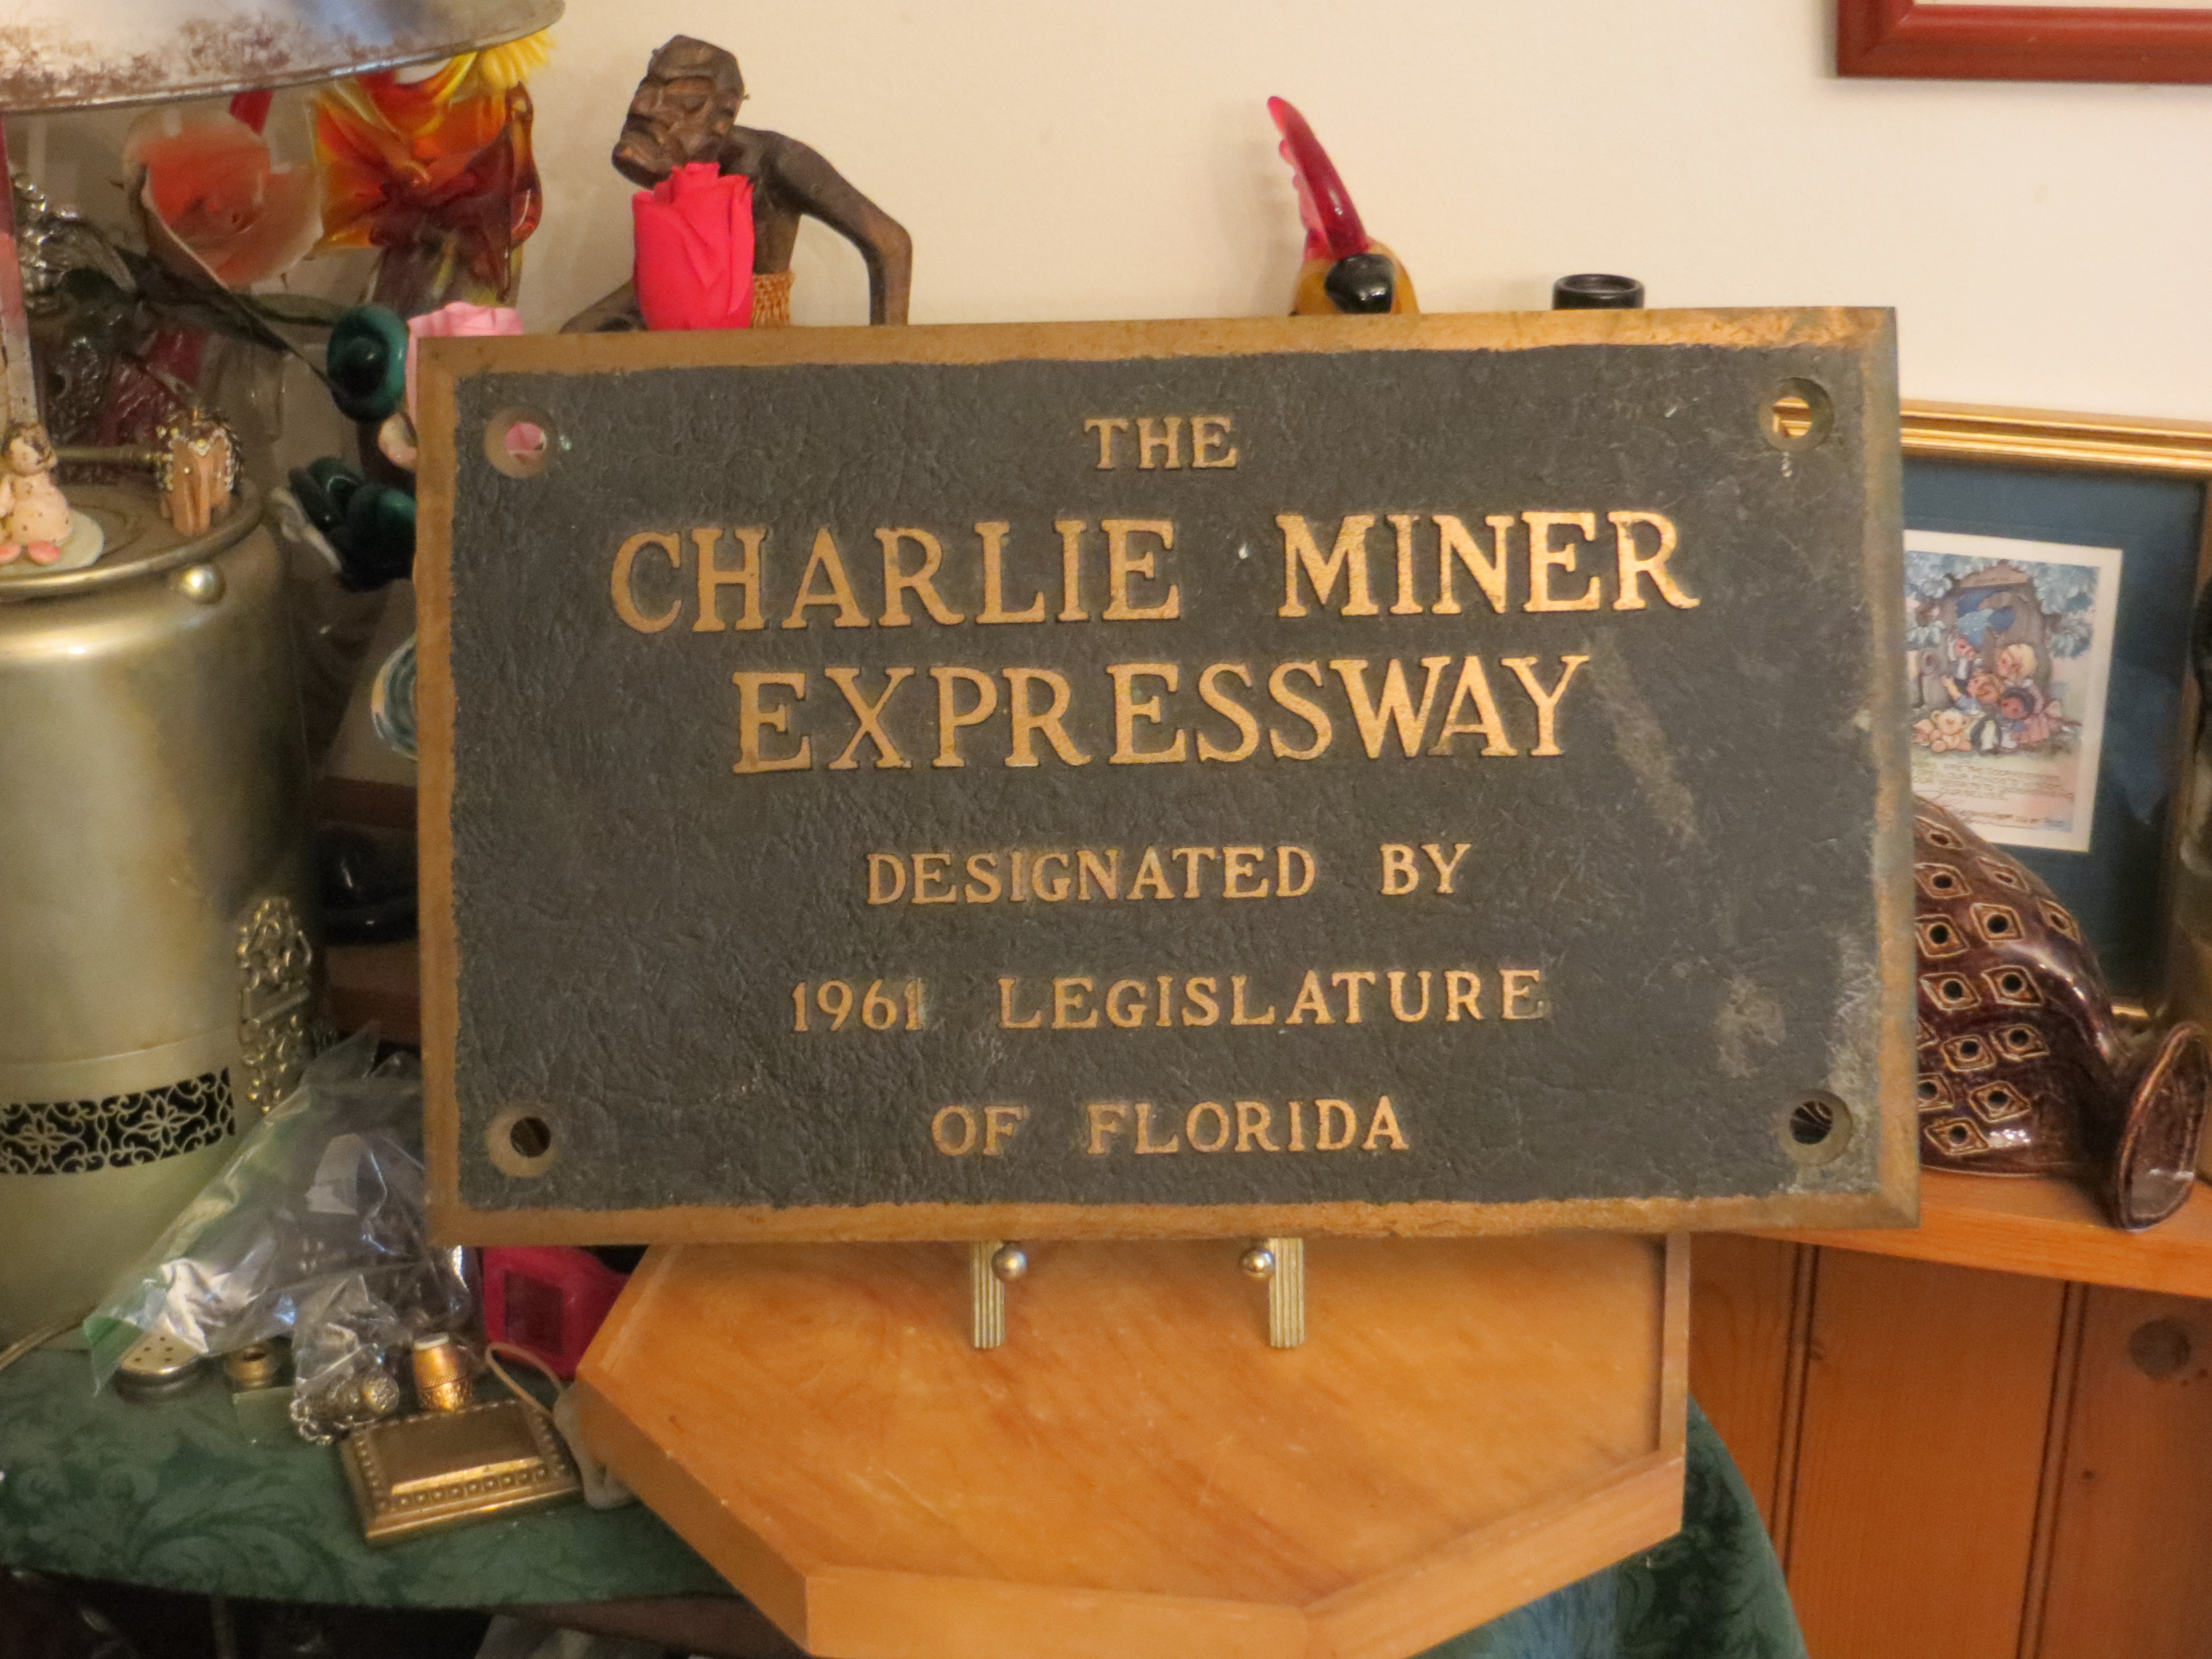 THE
CHARLIE MINER
EXPRESSWAY
DESIGNATED BY
1961 LEGISLATURE
OF FLORIDA